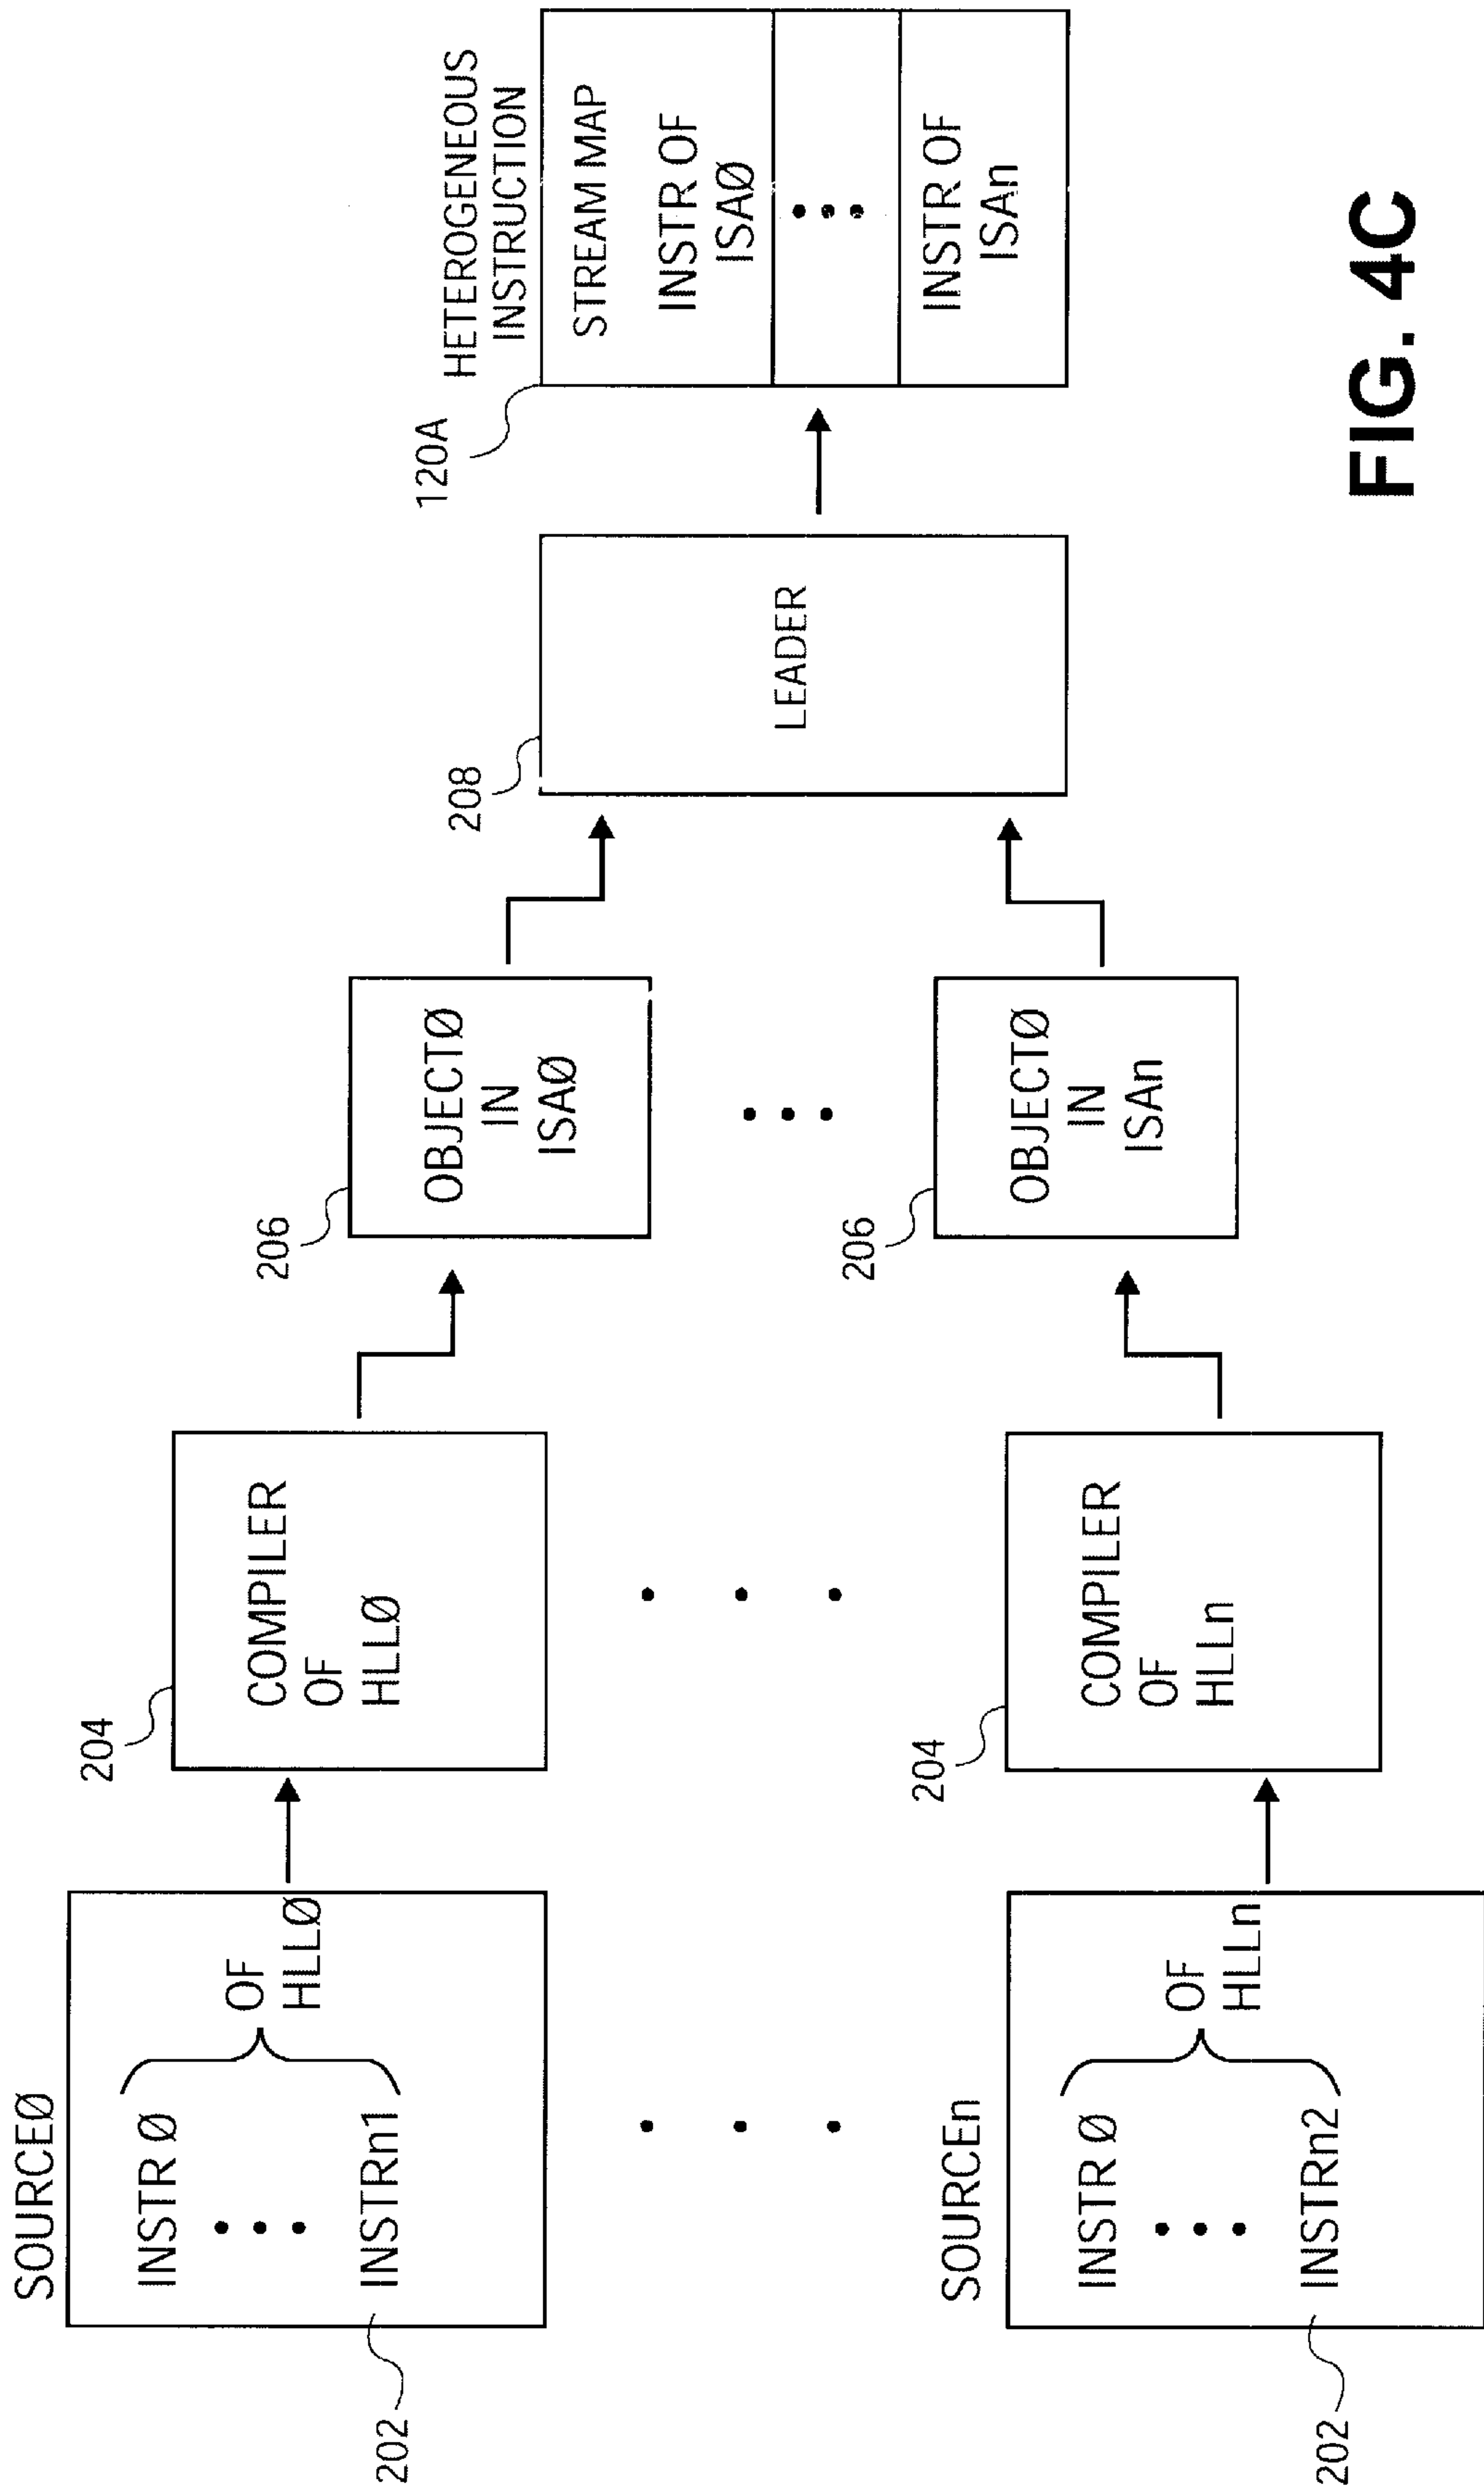 SOURCEØ
INSTR Ø
INSTRn1
OF
HLLØ
202
204
COMPILER
OF
HLLØ
206
OBJECTØ
IN
ISAØ
SOURCEn
INSTR Ø
INSTRn2
OF
HLLn
202
204
COMPILER
OF
HLLn
206
OBJECTØ
IN
ISAn
208
LEADER
120A
HETEROGENEOUS
INSTRUCTION
STREAM MAP
INSTR OF
ISAØ
INSTR OF
ISAn
FIG. 4C